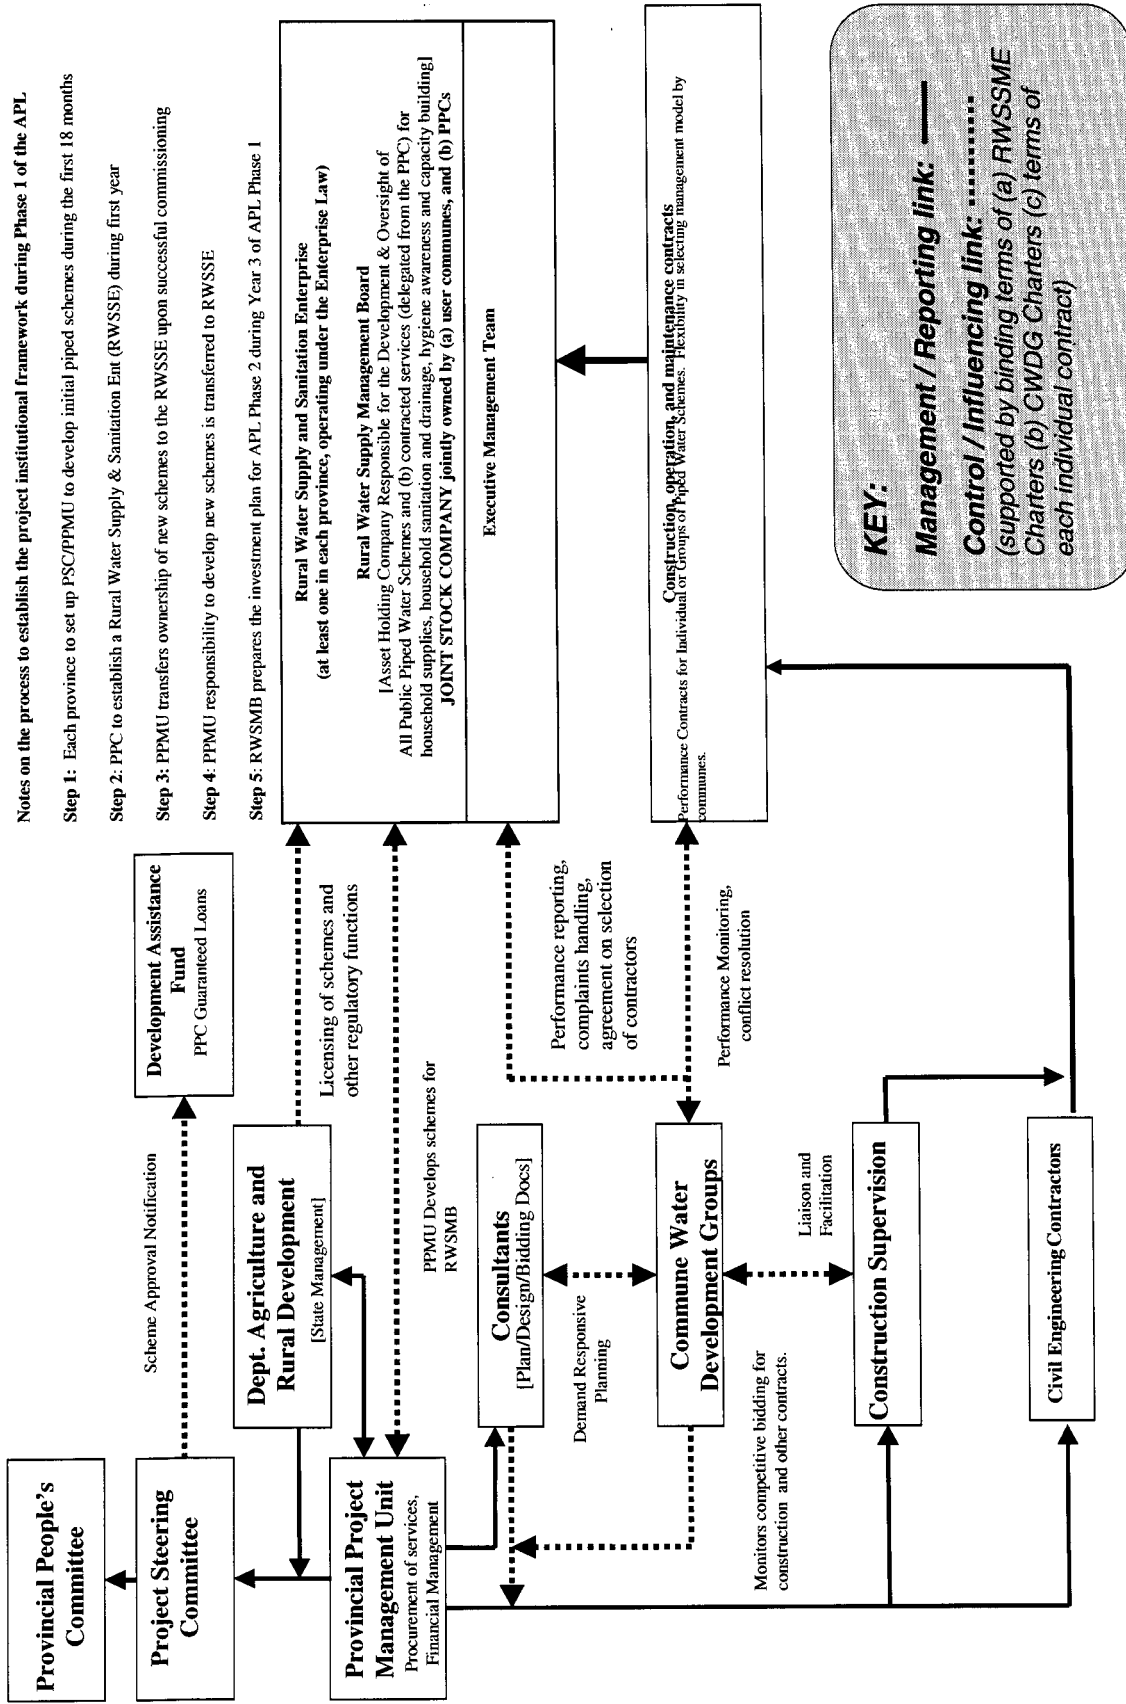 Notes on the process to establish the project institutional framework during Phase 1 of the APL
Step 1: Each province to set up PSC/PPMU to develop initial piped schemes during the first 18 months
Step 2: PPC to establish a Rural Water Supply & Sanitation Ent (RWSSE) during first year
Step 3: PPMU transfers ownership of new schemes to the RWSSE upon successful commissioning
Step 4: PPMU responsibility to develop new schemes is transferred to RWSSE
Step 5: RWSMB prepares the investment plan for APL Phase 2 during Year 3 of APL Phase 1
Provincial People's
Committee
Project Steering
Committee
Scheme Approval Notification
Development Assistance
Fund
PPC Guaranteed Loans
Dept. Agriculture and
Rural Development
[State Management]
Licensing of schemes and
other regulatory functions
Provincial Project
Management Unit
Procurement of services,
Financial Management
PPMU Develops schemes for
RWSMB
Rural Water Supply and Sanitation Enterprise
(at least one in each province, operating under the Enterprise Law)
Rural Water Supply Management Board
[Asset Holding Company Responsible for the Development & Oversight of
All Public Piped Water Schemes and (b) contracted services (delegated from the PPC) for
household supplies, household sanitation and drainage, hygiene awareness and capacity building]
JOINT STOCK COMPANY jointly owned by (a) user communes, and (b) PPCs
Executive Management Team
Consultants
[Plan/Design/Bidding Docs]
Performance reporting,
complaints handling,
agreement on selection
of contractors
Demand Responsive
Planning
Commune Water
Development Groups
Performance Monitoring,
conflict resolution
Construction, operation, and maintenance contracts
Performance Contracts for Individual or Groups of Piped Water Schemes. Flexibility in selecting management model by
communes.
Monitors competitive bidding for
construction and other contracts.
Liaison and
Facilitation
Construction Supervision
Civil Engineering Contractors
KEY:
Management / Reporting link:
Control / Influencing link:
(supported by binding terms of (a) RWSSME
Charters (b) CWDG Charters (c) terms of
each individual contract)